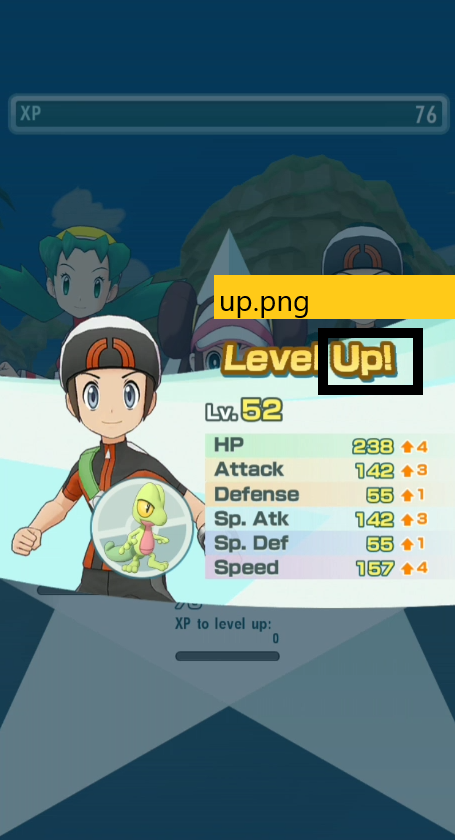 XP 76
up.png
Level Up!
Lv. 52
HP 238 4
Attack 142 3
Defense 55 1
Sp. Atk 142 3
Sp. Def 55 1
Speed 157 4
XP to level up:
0